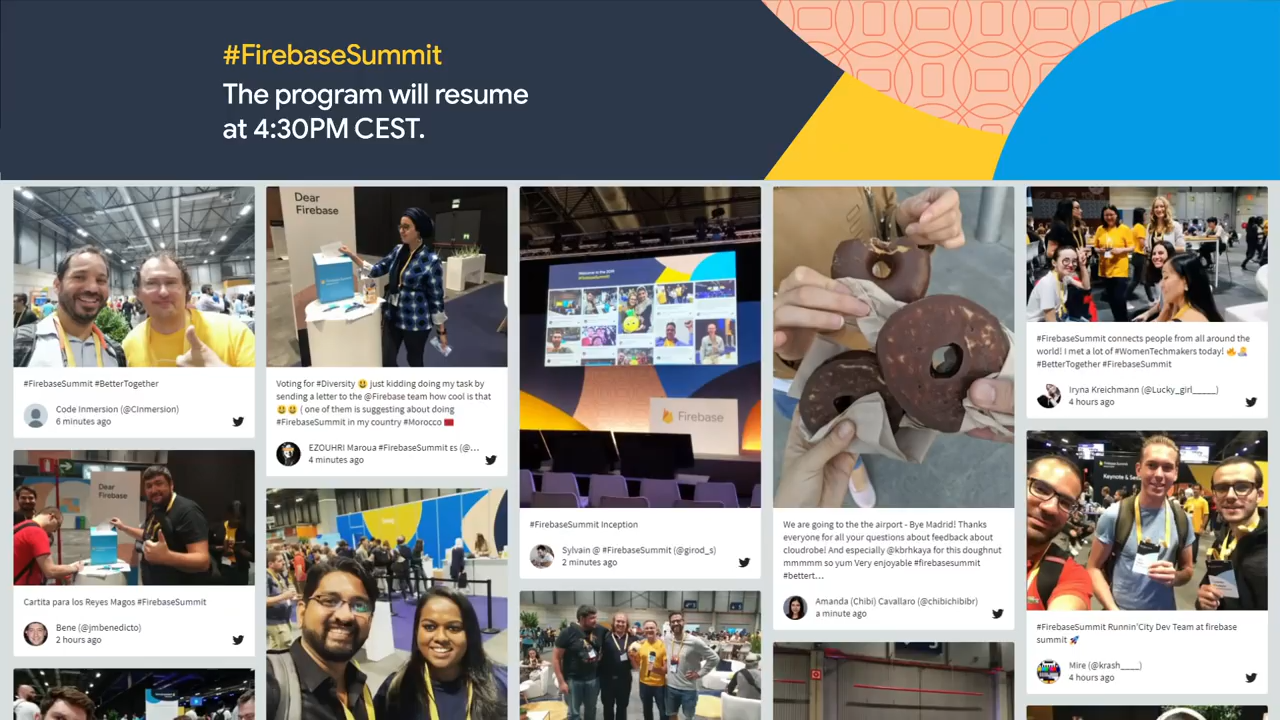 #FirebaseSummit
The program will resume
at 4:30PM CEST.
Dear
Firebase
#FirebaseSummit #BetterTogether
Code Inmersion (@CInmersion)
6 minutes ago
Dear
Firebase
Cartita para los Reyes Magos #FirebaseSummit
Bene (@jmbenedicto)
2 hours ago
Voting for #Diversity 😃 just kidding doing my task by
sending a letter to the @Firebase team how cool is that
😃😃 ( one of them is suggesting about doing
#FirebaseSummit in my country #Morocco 🇲🇦
EZOUHRI Maroua #FirebaseSummit ES (@...
4 minutes ago
Welcome to the 2019
#FirebaseSummit
Firebase
#FirebaseSummit Inception
Sylvain @ #FirebaseSummit (@girod_s)
2 minutes ago
We are going to the the airport - Bye Madrid! Thanks
everyone for all your questions about feedback about
cloudrobe! And especially @kbrhkaya for this doughnut
mmmmm so yum Very enjoyable #firebasesummit
#bettert...
Amanda (Chibi) Cavallaro (@chibichibibr)
a minute ago
#FirebaseSummit connects people from all around the
world! I met a lot of #WomenTechmakers today! 🔥
#BetterTogether #FirebaseSummit
Iryna Kreichmann (@Lucky_girl_____)
4 hours ago
Keynote & Ses
#FirebaseSummit Runnin'City Dev Team at firebase
summit 🚀
Mire (@krash____)
4 hours ago